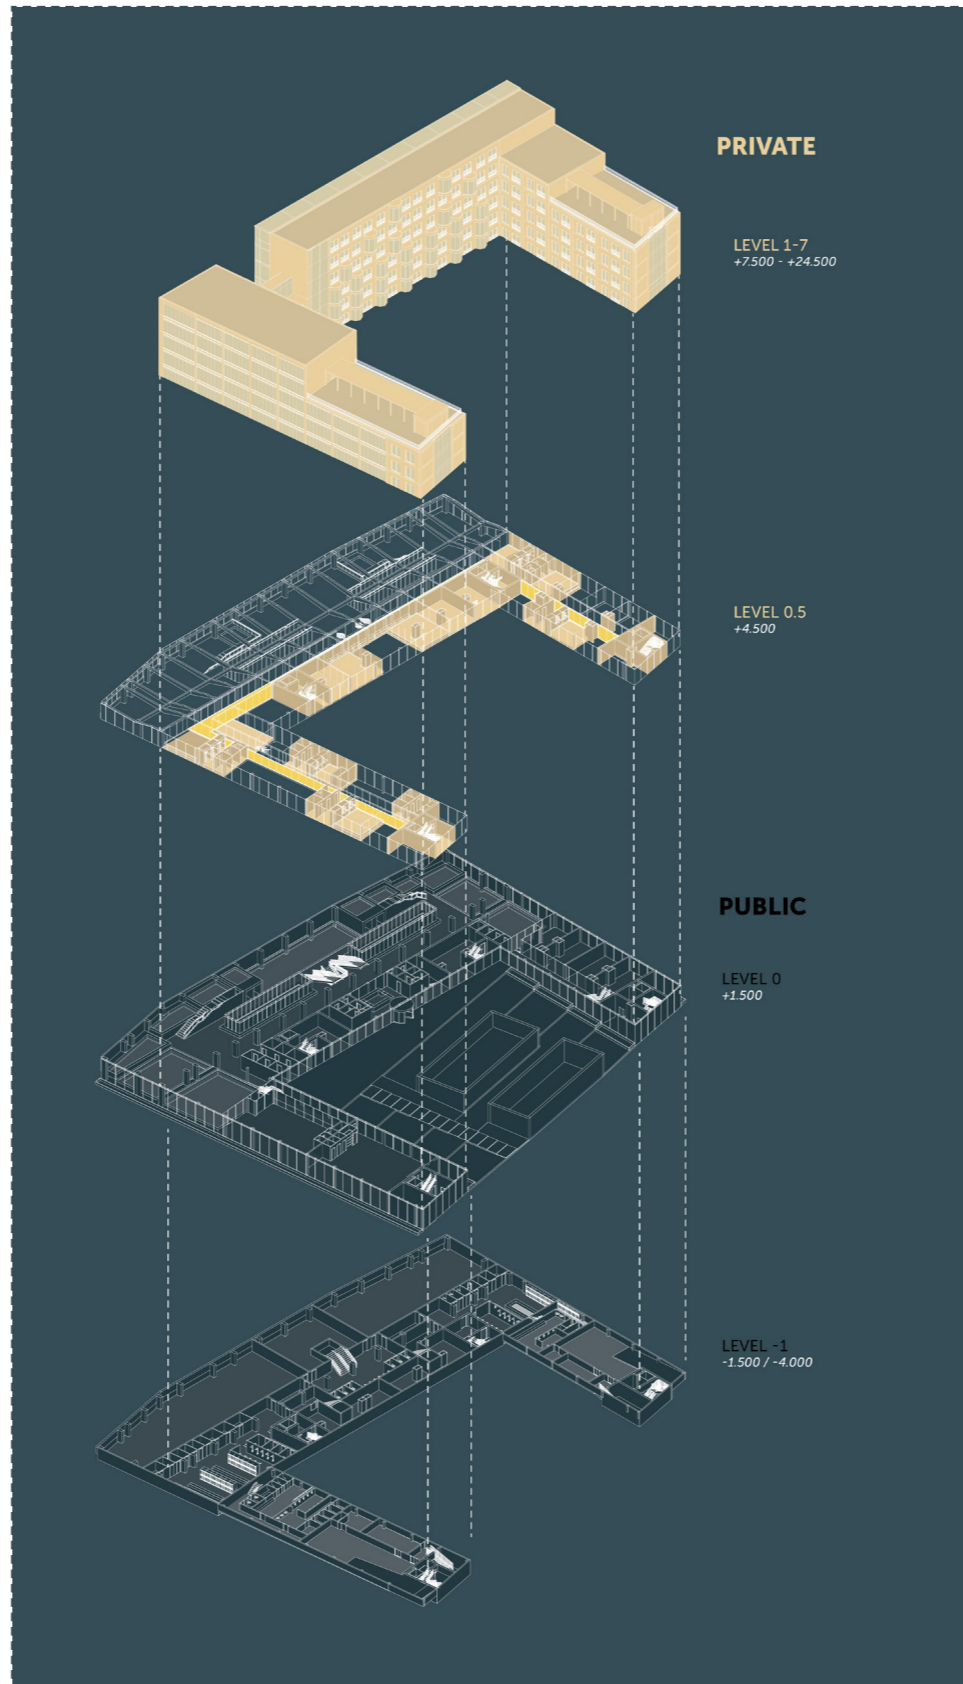 PRIVATE
LEVEL 1-7
+7.500 - +24.500
LEVEL 0.5
+4.500
PUBLIC
LEVEL 0
+1.500
LEVEL -1
-1.500 / -4.000